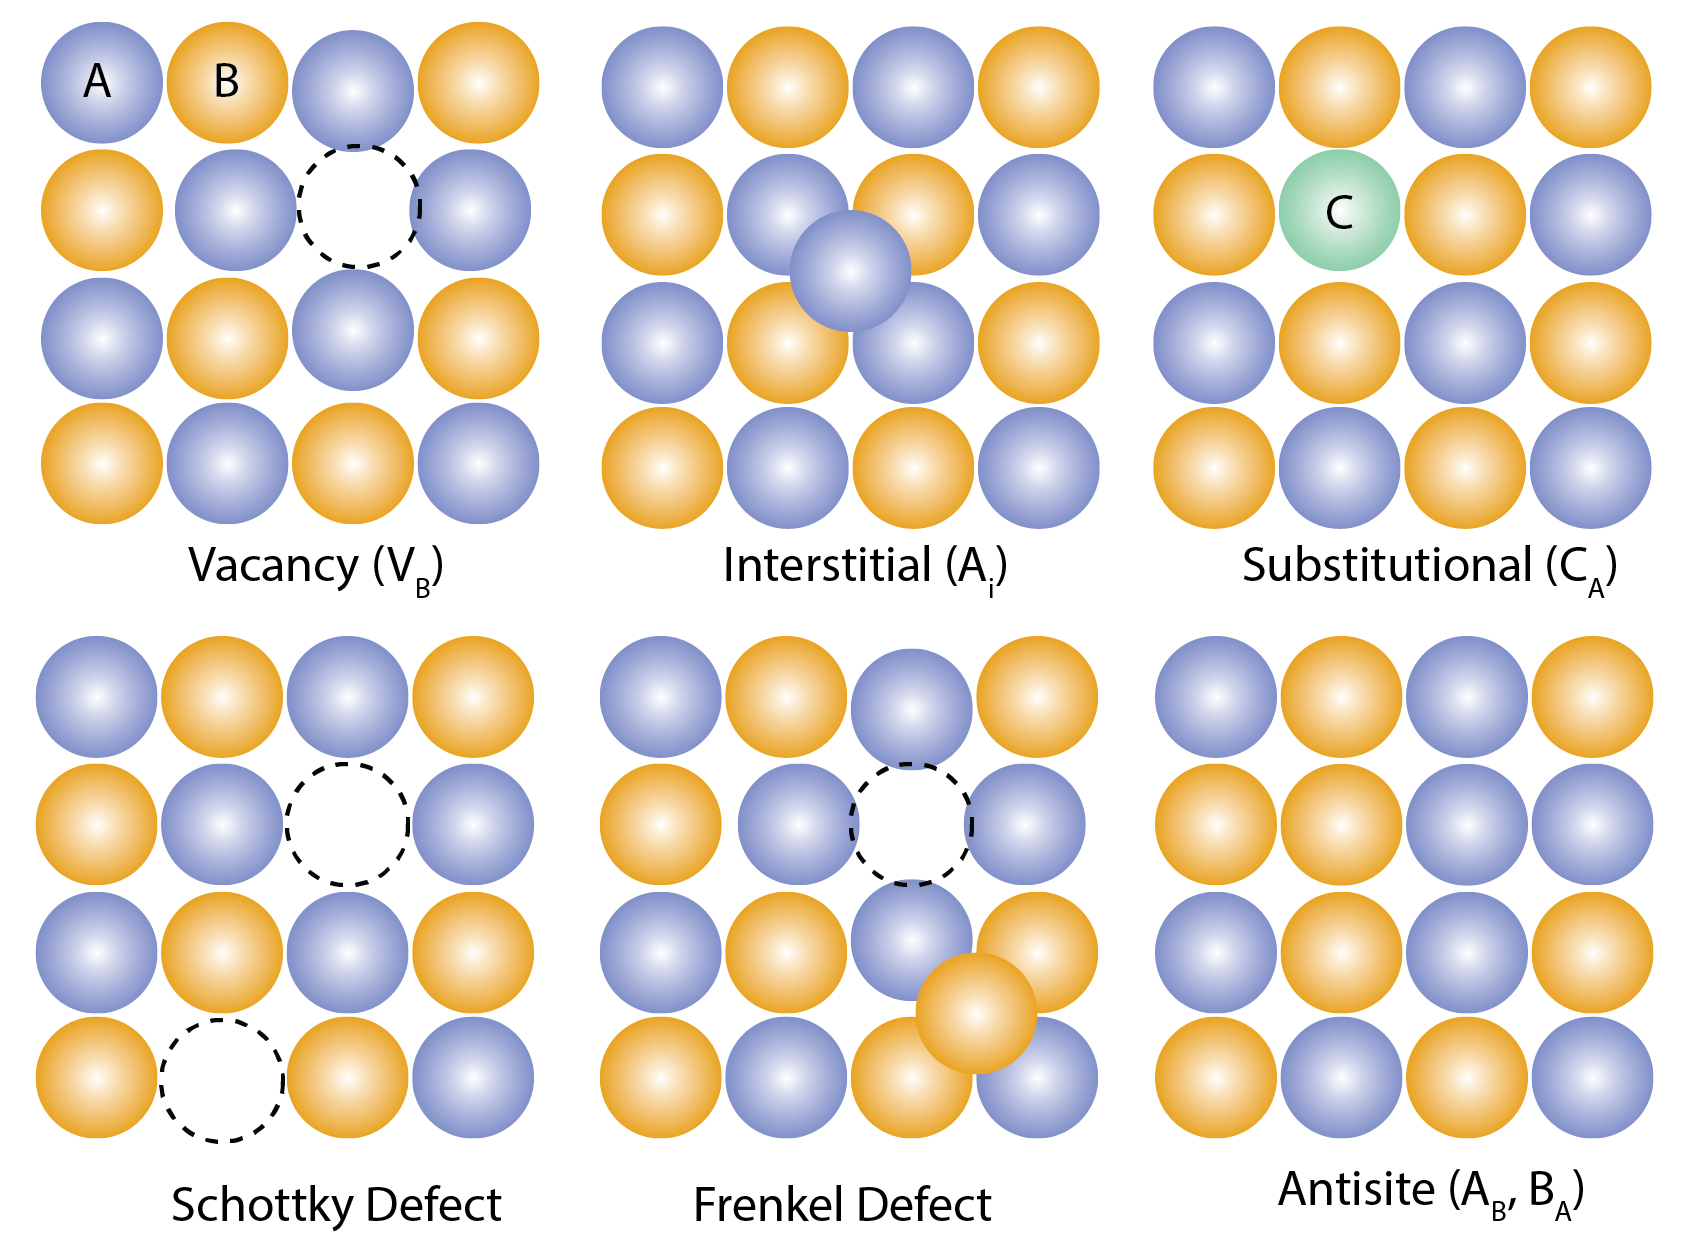 A
B
C
Vacancy (V_B)
Interstitial (A_i)
Substitutional (C_A)
Schottky Defect
Frenkel Defect
Antisite (A_B, B_A)